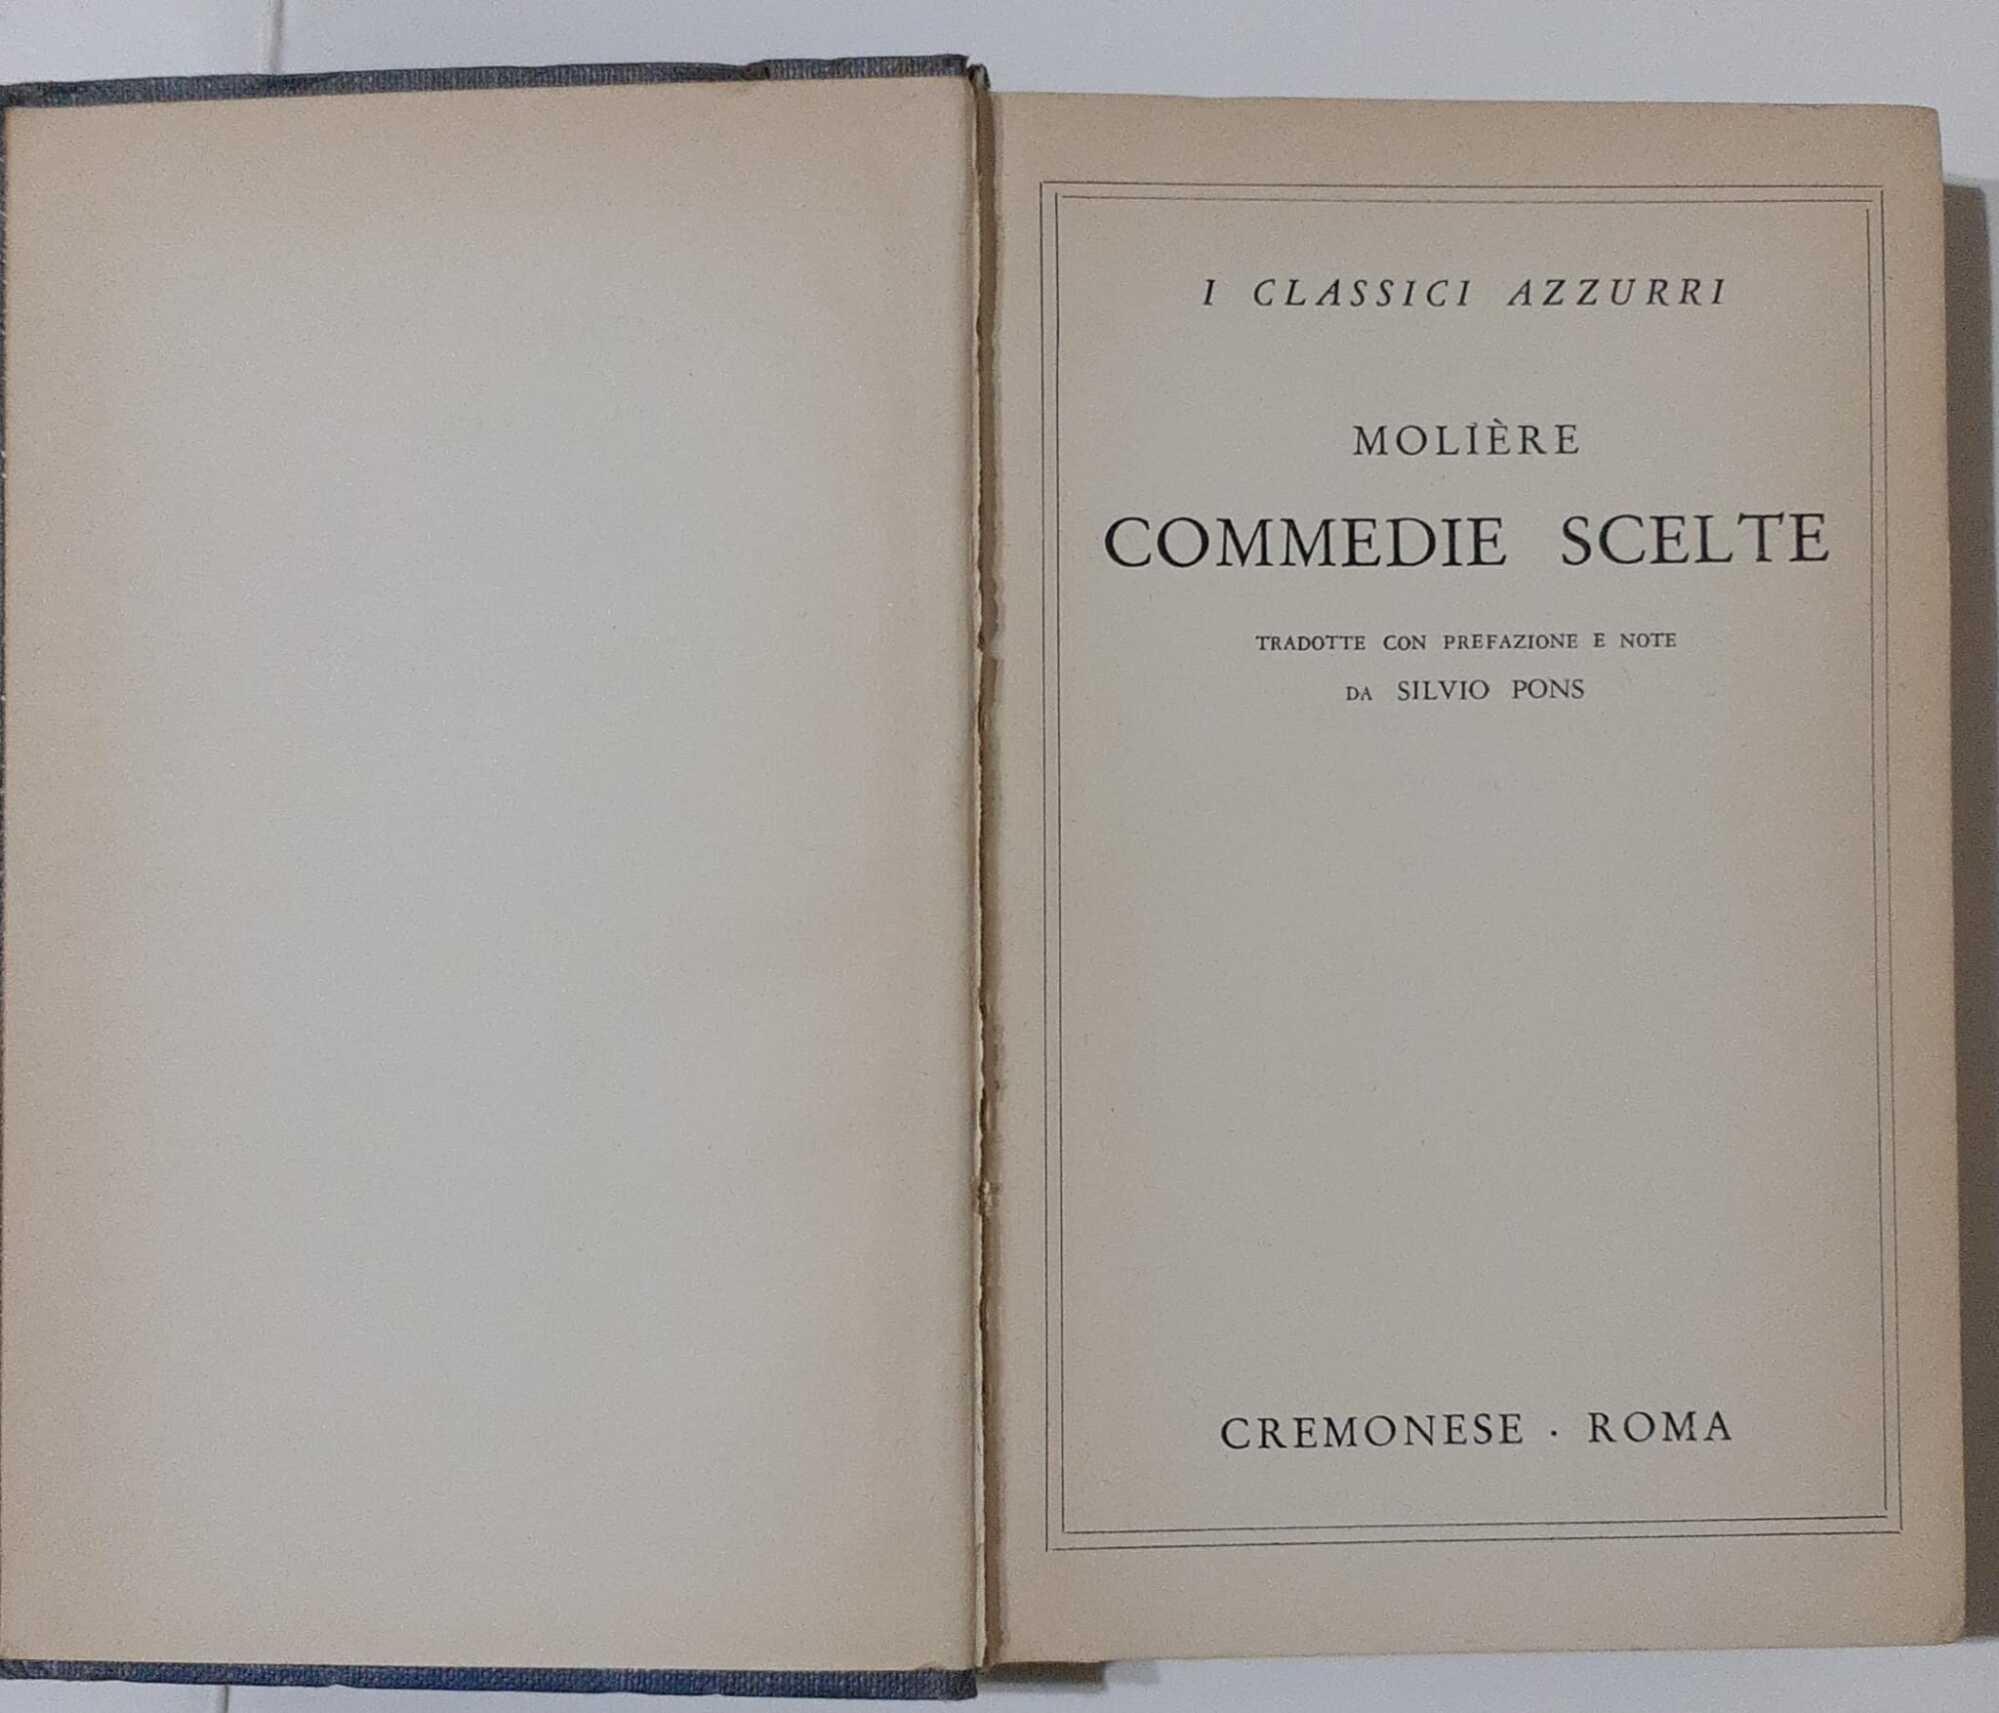 I CLASSICI AZZURRI
MOLIÈRE
COMMEDIE SCELTE
TRADOTTE CON PREFAZIONE E NOTE
DA SILVIO PONS
CREMONESE · ROMA